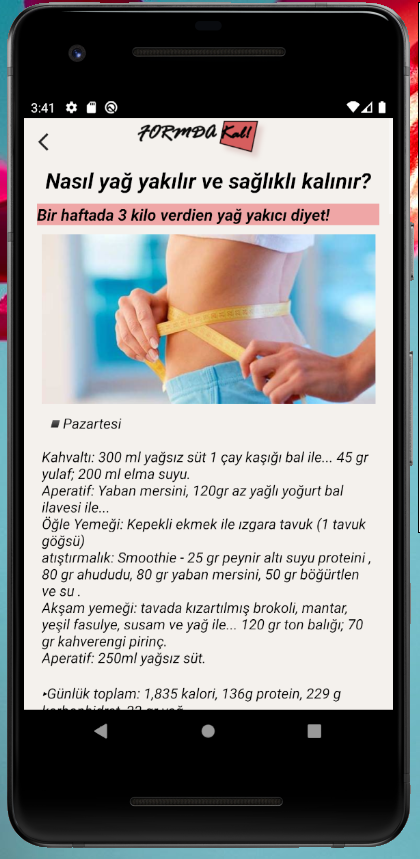 3:41
FORMDA Kal!
Nasıl yağ yakılır ve sağlıklı kalınır?
Bir haftada 3 kilo verdien yağ yakıcı diyet!
Pazartesi
Kahvaltı: 300 ml yağsız süt 1 çay kaşığı bal ile... 45 gr
yulaf; 200 ml elma suyu.
Aperatif: Yaban mersini, 120gr az yağlı yoğurt bal
ilavesi ile...
Öğle Yemeği: Kepekli ekmek ile ızgara tavuk (1 tavuk
göğsü)
atıştırmalık: Smoothie - 25 gr peynir altı suyu proteini ,
80 gr ahududu, 80 gr yaban mersini, 50 gr böğürtlen
ve su .
Akşam yemeği: tavada kızartılmış brokoli, mantar,
yeşil fasulye, susam ve yağ ile... 120 gr ton balığı; 70
gr kahverengi pirinç.
Aperatif: 250ml yağsız süt.
‣Günlük toplam: 1,835 kalori, 136g protein, 229 g